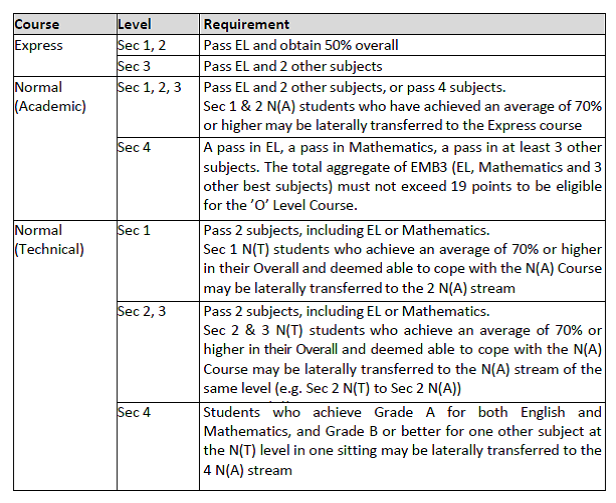 Course Level Requirement
Express Sec 1, 2 Pass EL and obtain 50% overall
Sec 3 Pass EL and 2 other subjects
Normal Sec 1, 2, 3 Pass EL and 2 other subjects, or pass 4 subjects.
(Academic) Sec 1 & 2 N(A) students who have achieved an average of 70%
or higher may be laterally transferred to the Express course
Sec 4 A pass in EL, a pass in Mathematics, a pass in at least 3 other
subjects. The total aggregate of EMB3 (EL, Mathematics and 3
other best subjects) must not exceed 19 points to be eligible
for the 'O' Level Course.
Normal Sec 1 Pass 2 subjects, including EL or Mathematics.
(Technical) Sec 1 N(T) students who achieve an average of 70% or higher
in their Overall and deemed able to cope with the N(A) Course
may be laterally transferred to the 2 N(A) stream
Sec 2, 3 Pass 2 subjects, including EL or Mathematics.
Sec 2 & 3 N(T) students who achieve an average of 70% or
higher in their Overall and deemed able to cope with the N(A)
Course may be laterally transferred to the N(A) stream of the
same level (e.g. Sec 2 N(T) to Sec 2 N(A))
Sec 4 Students who achieve Grade A for both English and
Mathematics, and Grade B or better for one other subject at
the N(T) level in one sitting may be laterally transferred to the
4 N(A) stream